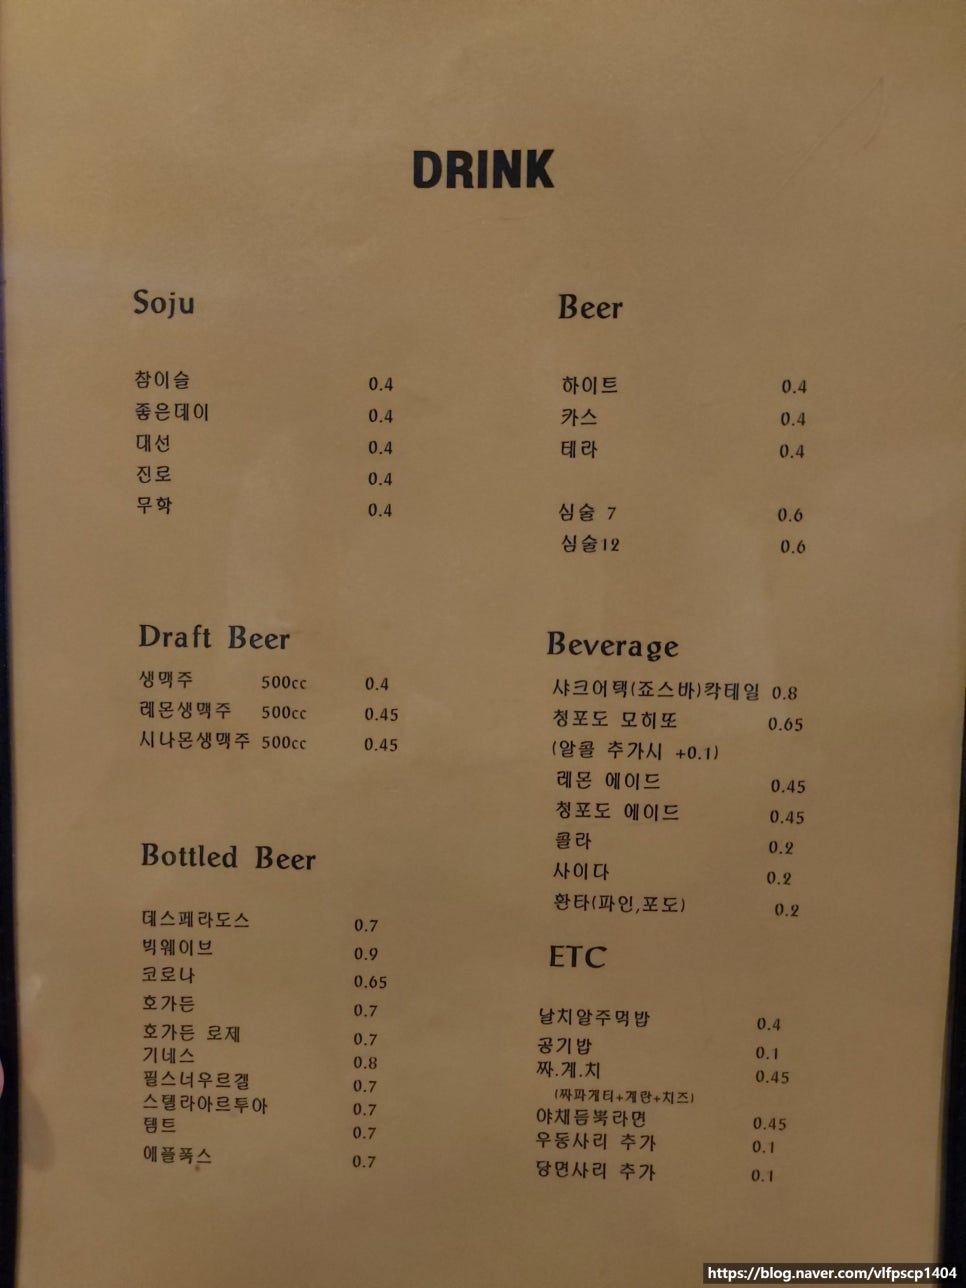 DRINK
Soju
참이슬 0.4
좋은데이 0.4
대선 0.4
진로 0.4
무학 0.4
Beer
하이트 0.4
카스 0.4
테라 0.4
심술 7 0.6
심술12 0.6
Draft Beer
생맥주 500cc 0.4
레몬생맥주 500cc 0.45
시나몬생맥주 500cc 0.45
Beverage
샤크어택(죠스바)칵테일 0.8
청포도 모히또 0.65
(알콜 추가시 +0.1)
레몬 에이드 0.45
청포도 에이드 0.45
콜라 0.2
사이다 0.2
환타(파인,포도) 0.2
Bottled Beer
데스페라도스 0.7
빅웨이브 0.9
코로나 0.65
호가든 0.7
호가든 로제 0.7
기네스 0.8
필스너우르겔 0.7
스텔라아르투아 0.7
템트 0.7
에플폭스 0.7
ETC
날치알주먹밥 0.4
공기밥 0.1
짜.계.치 0.45
(짜파게티+계란+치즈)
야채듬뿍라면 0.45
우동사리 추가 0.1
당면사리 추가 0.1
https://blog.naver.com/vlfpscp1404